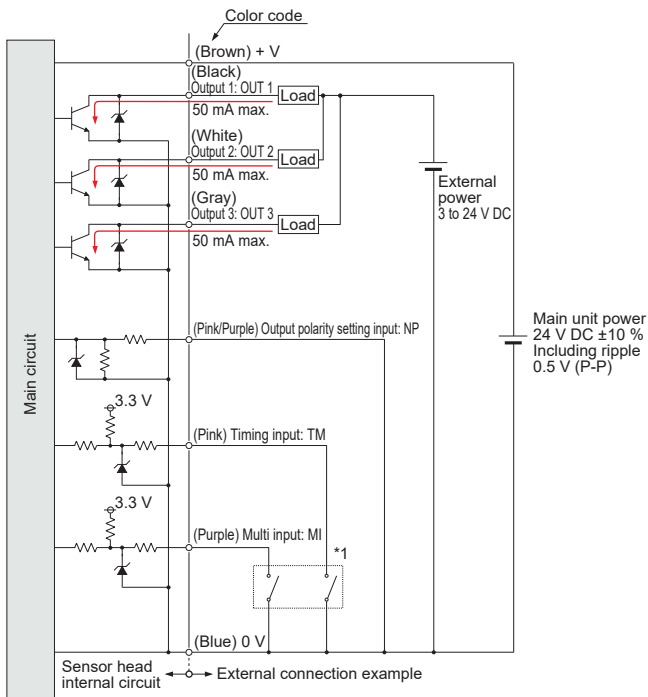 Color code
(Brown) + V
(Black)
Output 1: OUT 1
Load
50 mA max.
(White)
Output 2: OUT 2
Load
50 mA max.
(Gray)
Output 3: OUT 3
Load
50 mA max.
External
power
3 to 24 V DC
Main unit power
24 V DC ±10 %
Including ripple
0.5 V (P-P)
Main circuit
(Pink/Purple) Output polarity setting input: NP
3.3 V
(Pink) Timing input: TM
3.3 V
(Purple) Multi input: MI
*1
(Blue) 0 V
Sensor head
internal circuit
External connection example